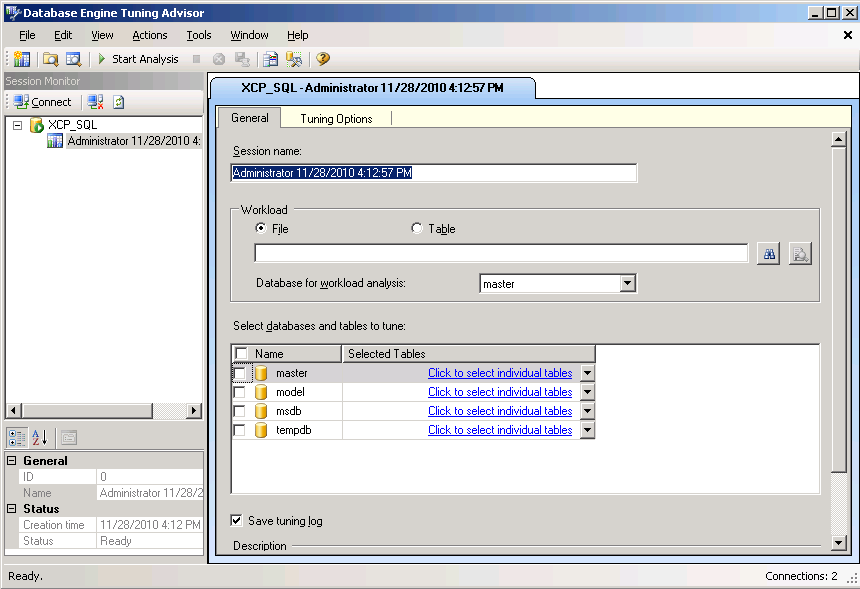 Database Engine Tuning Advisor
File Edit View Actions Tools Window Help
Start Analysis
Session Monitor
Connect
XCP_SQL
Administrator 11/28/2010 4:
General
ID 0
Name Administrator 11/28/2
Status
Creation time 11/28/2010 4:12 PM
Status Ready
XCP_SQL - Administrator 11/28/2010 4:12:57 PM
General Tuning Options
Session name:
Administrator 11/28/2010 4:12:57 PM
Workload
File Table
Database for workload analysis: master
Select databases and tables to tune:
Name Selected Tables
master Click to select individual tables
model Click to select individual tables
msdb Click to select individual tables
tempdb Click to select individual tables
Save tuning log
Description
Ready. Connections: 2